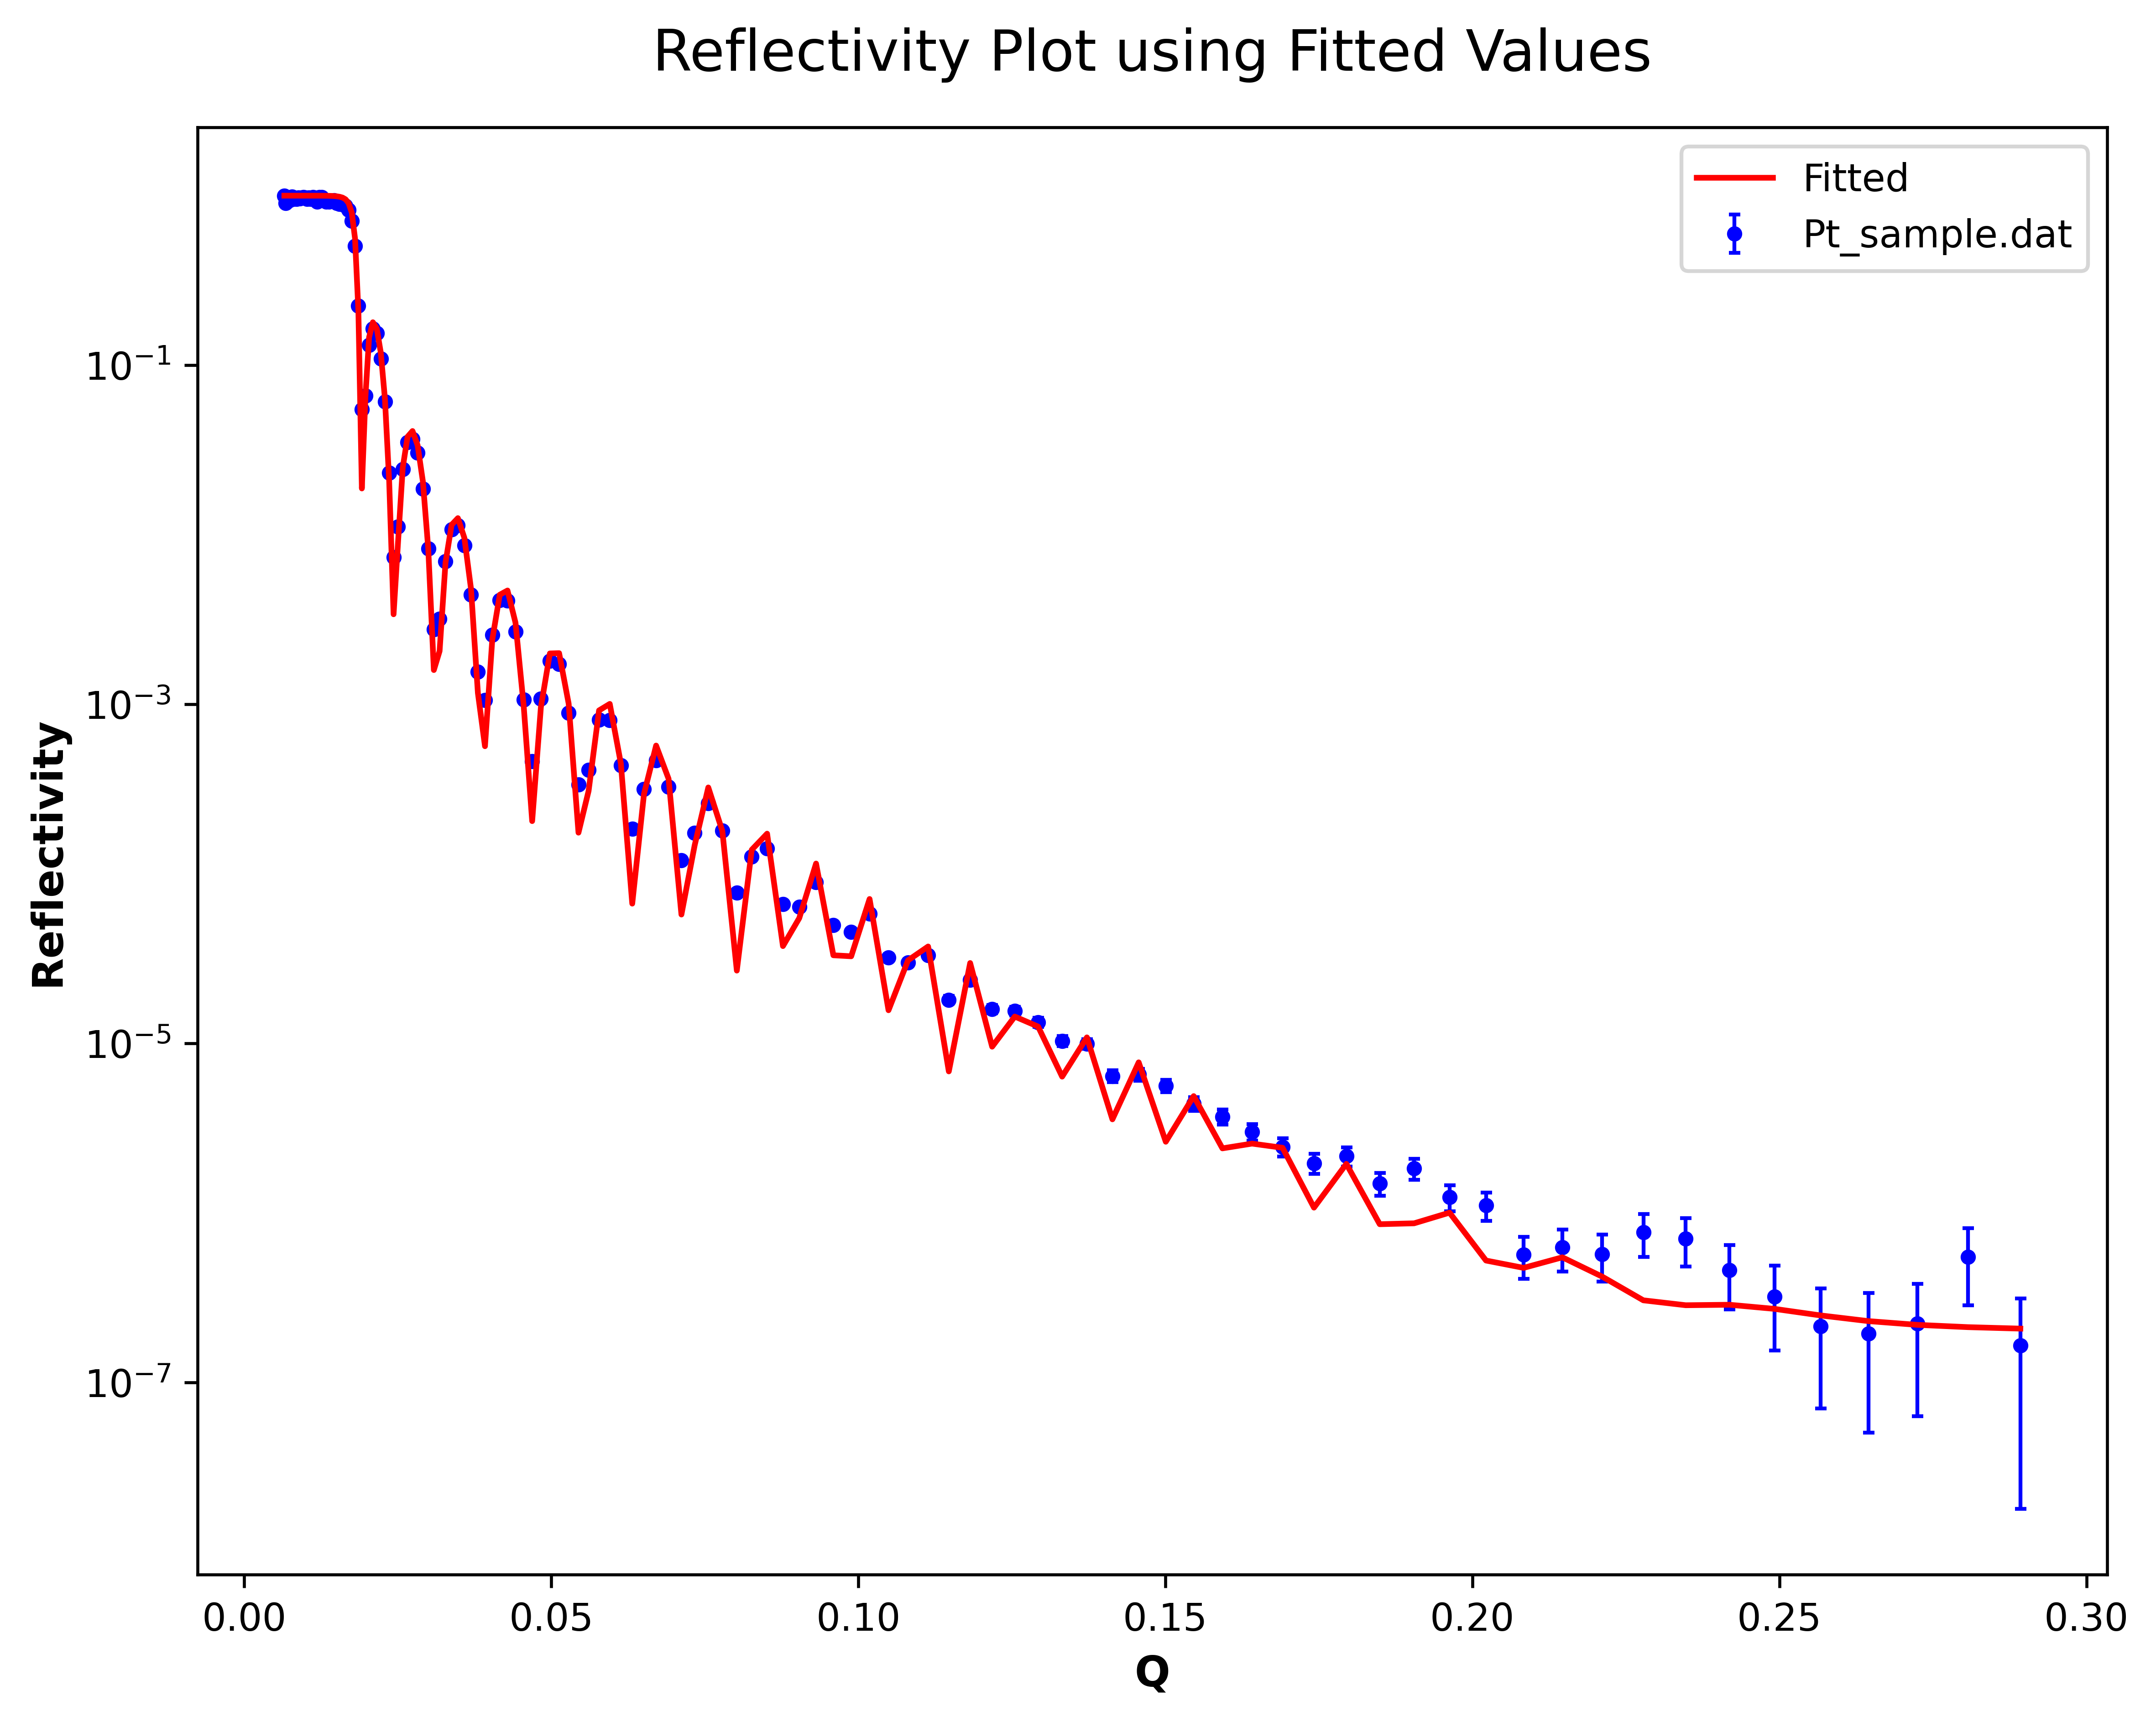 Reflectivity Plot using Fitted Values
Fitted
Pt_sample.dat
Reflectivity
10⁻¹
10⁻³
10⁻⁵
10⁻⁷
0.00 0.05 0.10 0.15 0.20 0.25 0.30
Q